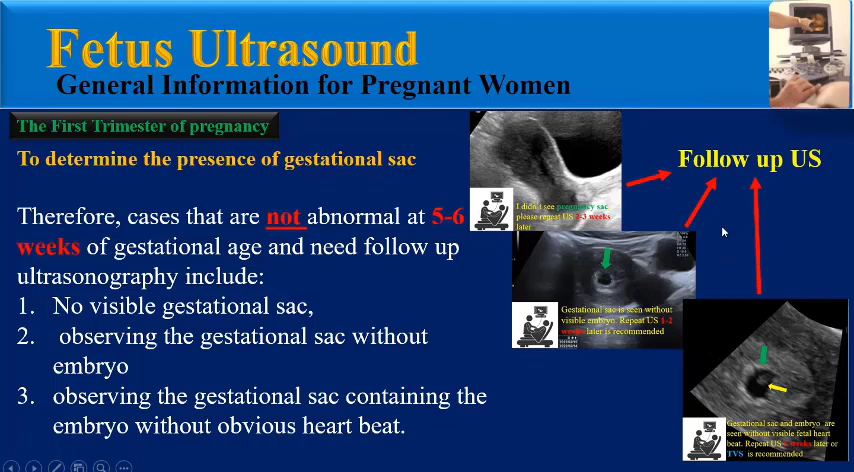 Fetus Ultrasound
General Information for Pregnant Women
The First Trimester of pregnancy
To determine the presence of gestational sac
Therefore, cases that are not abnormal at 5-6
weeks of gestational age and need follow up
ultrasonography include:
1. No visible gestational sac,
2. observing the gestational sac without
embryo
3. observing the gestational sac containing the
embryo without obvious heart beat.
Follow up US
I didn't see pregnancy sac
please repeat US 2-3 weeks
later
Gestational sac is seen without
visible embryo. Repeat US 1-2
weeks later is recommended
Gestational sac and embryo are
seen without visible fetal heart
beat. Repeat US weeks later or
TVS is recommended